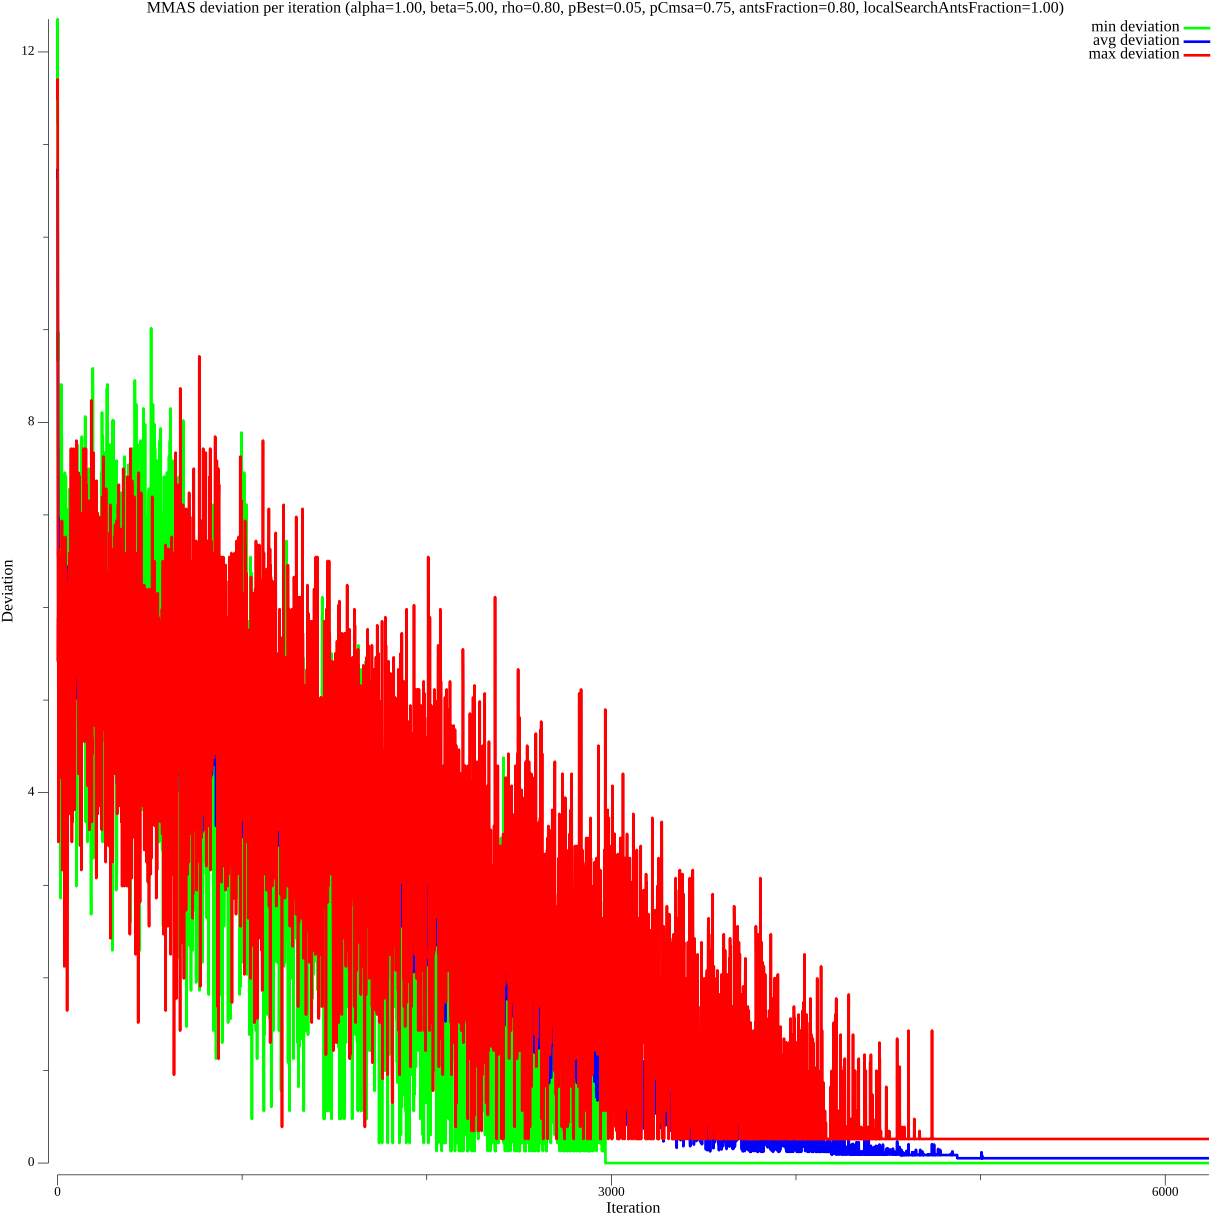 MMAS deviation per iteration (alpha=1.00, beta=5.00, rho=0.80, pBest=0.05, pCmsa=0.75, antsFraction=0.80, localSearchAntsFraction=1.00)
min deviation
avg deviation
max deviation
12
8
Deviation
4
0
0 3000 6000
Iteration